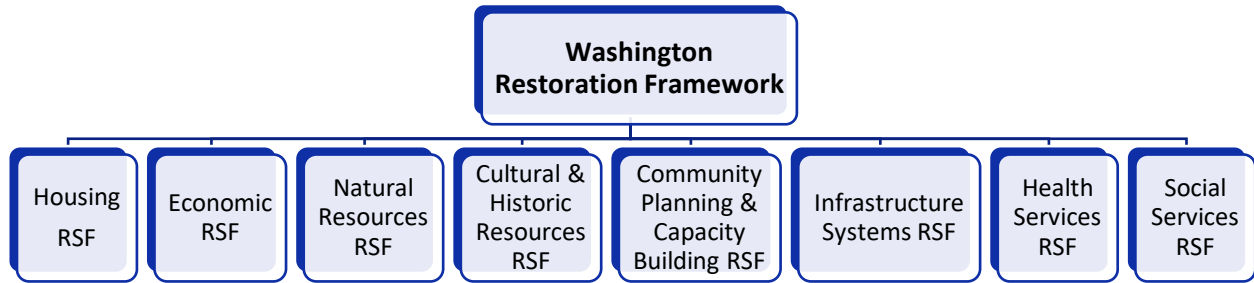 Washington
Restoration Framework
Housing
RSF
Economic
RSF
Natural
Resources
RSF
Cultural &
Historic
Resources
RSF
Community
Planning &
Capacity
Building RSF
Infrastructure
Systems RSF
Health
Services
RSF
Social
Services
RSF